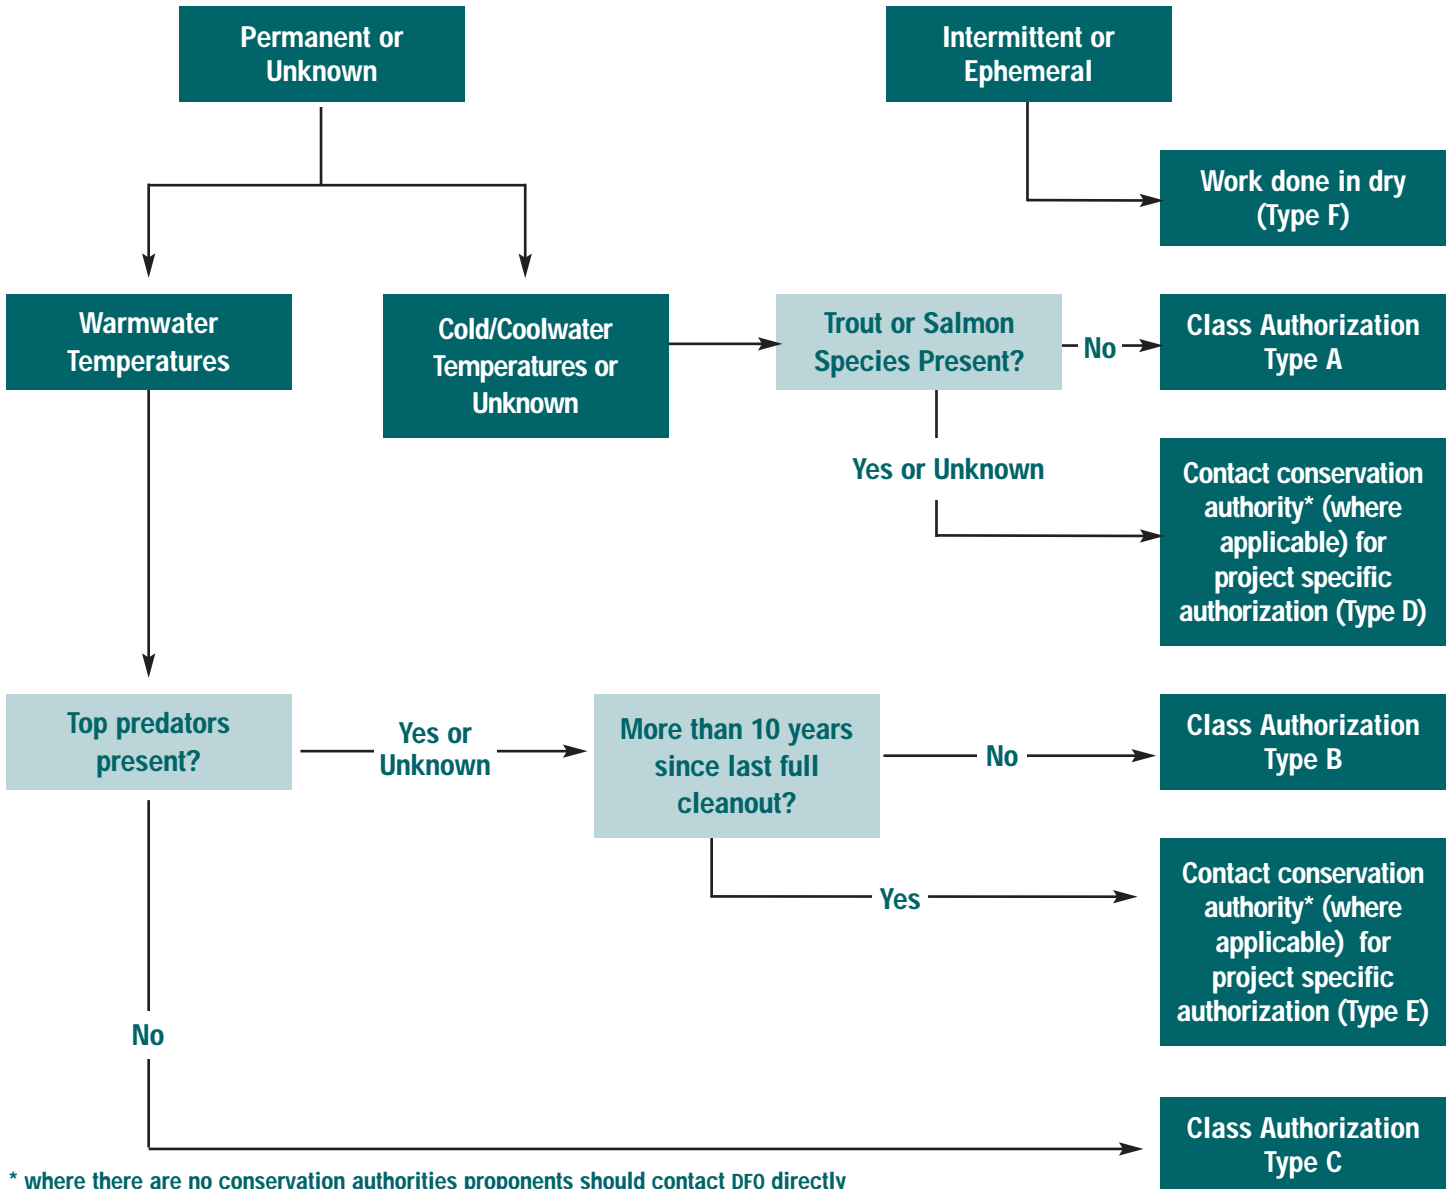 Permanent or
Unknown
Intermittent or
Ephemeral
Work done in dry
(Type F)
Warmwater
Temperatures
Cold/Coolwater
Temperatures or
Unknown
Trout or Salmon
Species Present?
No
Class Authorization
Type A
Yes or Unknown
Contact conservation
authority* (where
applicable) for
project specific
authorization (Type D)
Top predators
present?
Yes or
Unknown
More than 10 years
since last full
cleanout?
No
Class Authorization
Type B
Yes
Contact conservation
authority* (where
applicable) for
project specific
authorization (Type E)
No
Class Authorization
Type C
* where there are no conservation authorities proponents should contact DFO directly